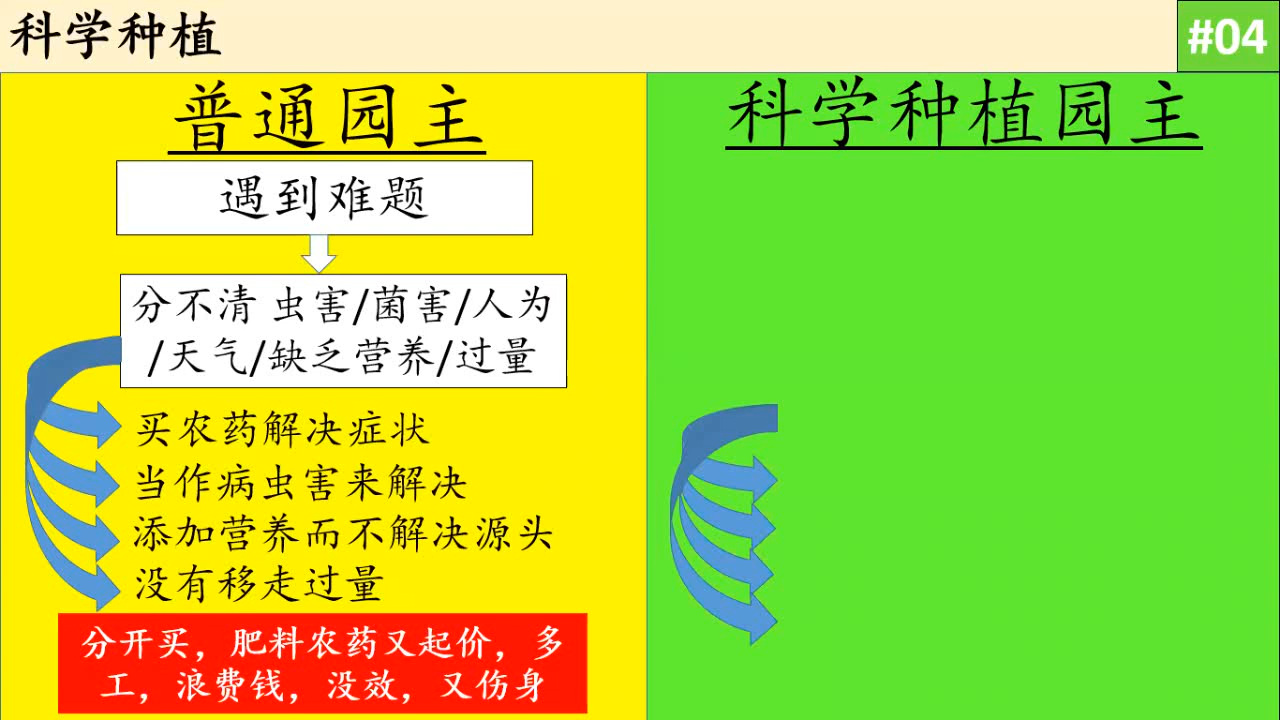 科学种植
#04
普通园主
遇到难题
分不清 虫害/菌害/人为
/天气/缺乏营养/过量
买农药解决症状
当作病虫害来解决
添加营养而不解决源头
没有移走过量
分开买，肥料农药又起价，多
工，浪费钱，没效，又伤身
科学种植园主